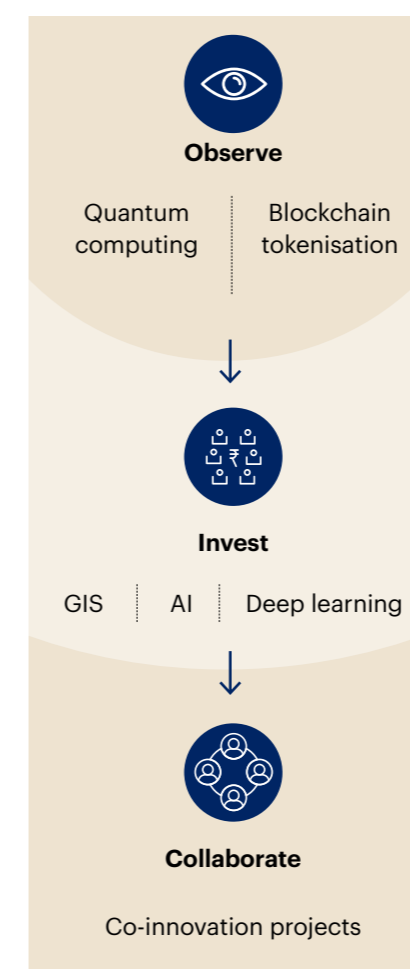 Observe
Quantum computing
Blockchain tokenisation
₹
Invest
GIS
AI
Deep learning
Collaborate
Co-innovation projects